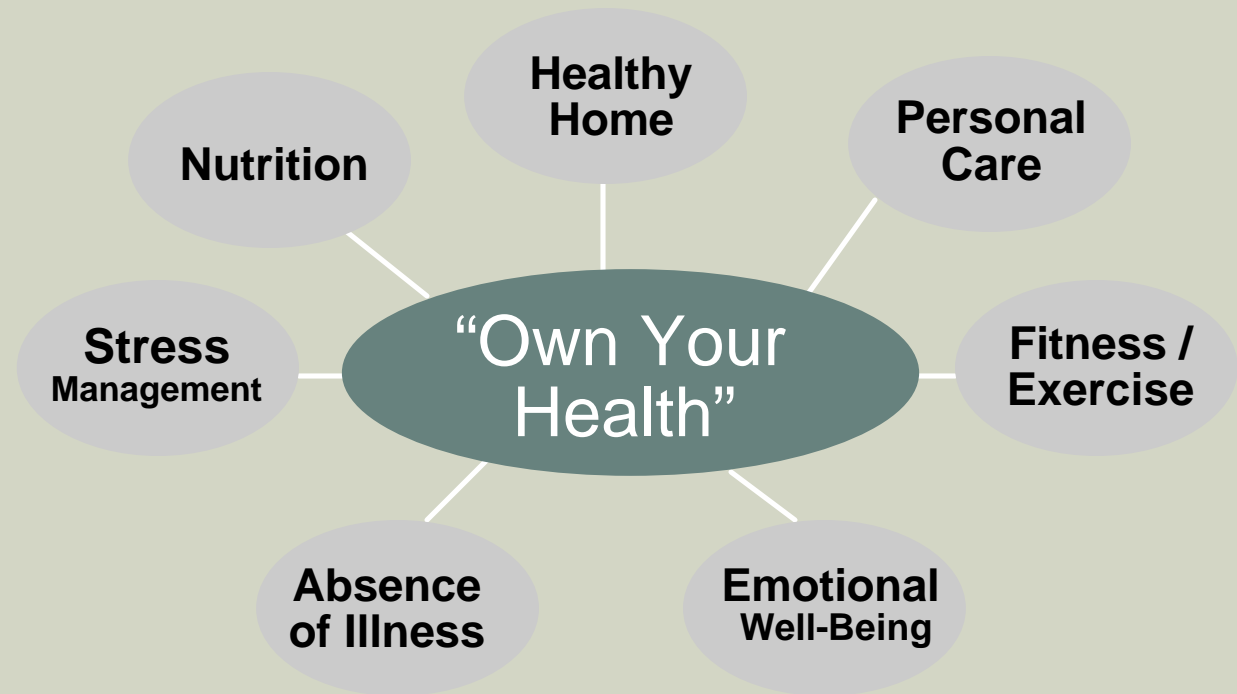 Healthy
Home
Personal
Care
Nutrition
“Own Your
Health”
Stress
Management
Fitness /
Exercise
Absence
of Illness
Emotional
Well-Being